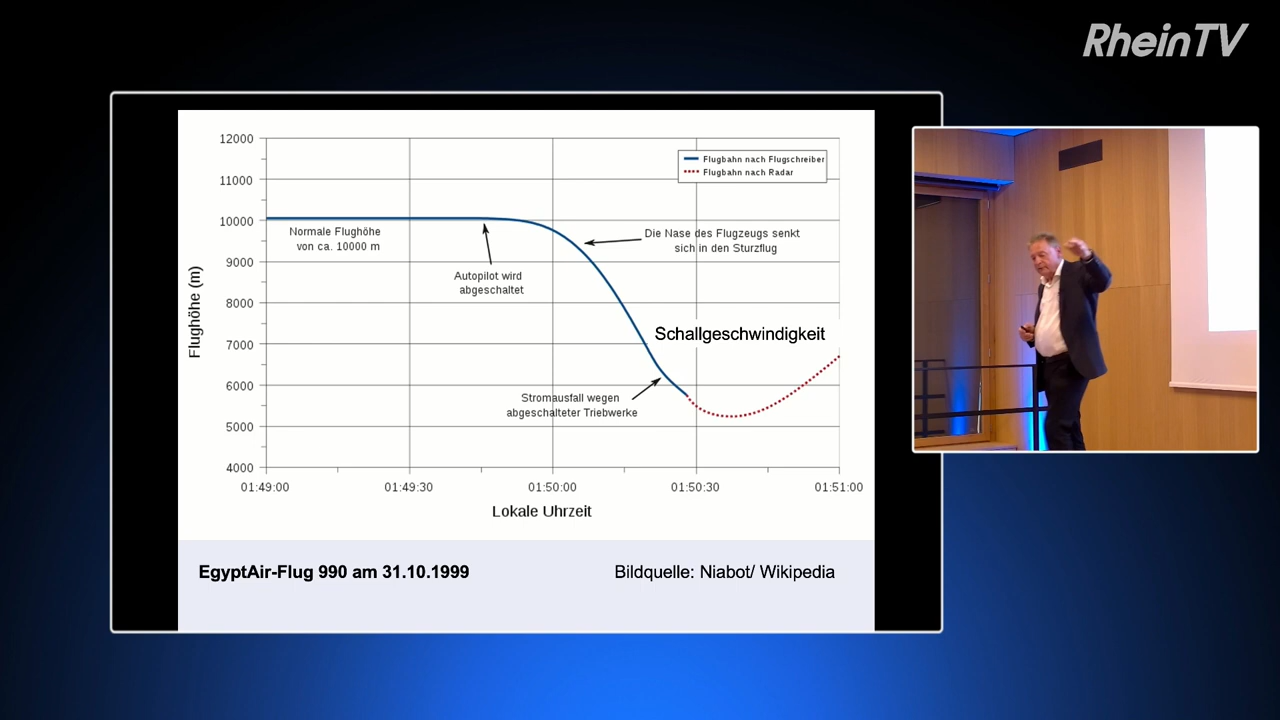 RheinTV
12000
11000
10000
9000
8000
7000
6000
5000
4000
Flughöhe (m)
Flugbahn nach Flugschreiber
Flugbahn nach Radar
Normale Flughöhe
von ca. 10000 m
Die Nase des Flugzeugs senkt
sich in den Sturzflug
Autopilot wird
abgeschaltet
Schallgeschwindigkeit
Stromausfall wegen
abgeschalteter Triebwerke
01:49:00
01:49:30
01:50:00
01:50:30
01:51:00
Lokale Uhrzeit
EgyptAir-Flug 990 am 31.10.1999
Bildquelle: Niabot/ Wikipedia